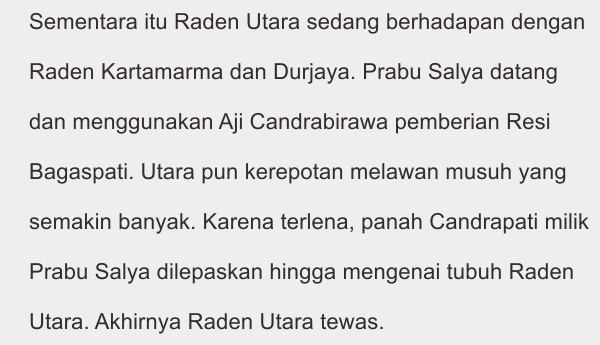 Sementara itu Raden Utara sedang berhadapan dengan
Raden Kartamarma dan Durjaya. Prabu Salya datang
dan menggunakan Aji Candrabirawa pemberian Resi
Bagaspati. Utara pun kerepotan melawan musuh yang
semakin banyak. Karena terlena, panah Candrapati milik
Prabu Salya dilepaskan hingga mengenai tubuh Raden
Utara. Akhirnya Raden Utara tewas.